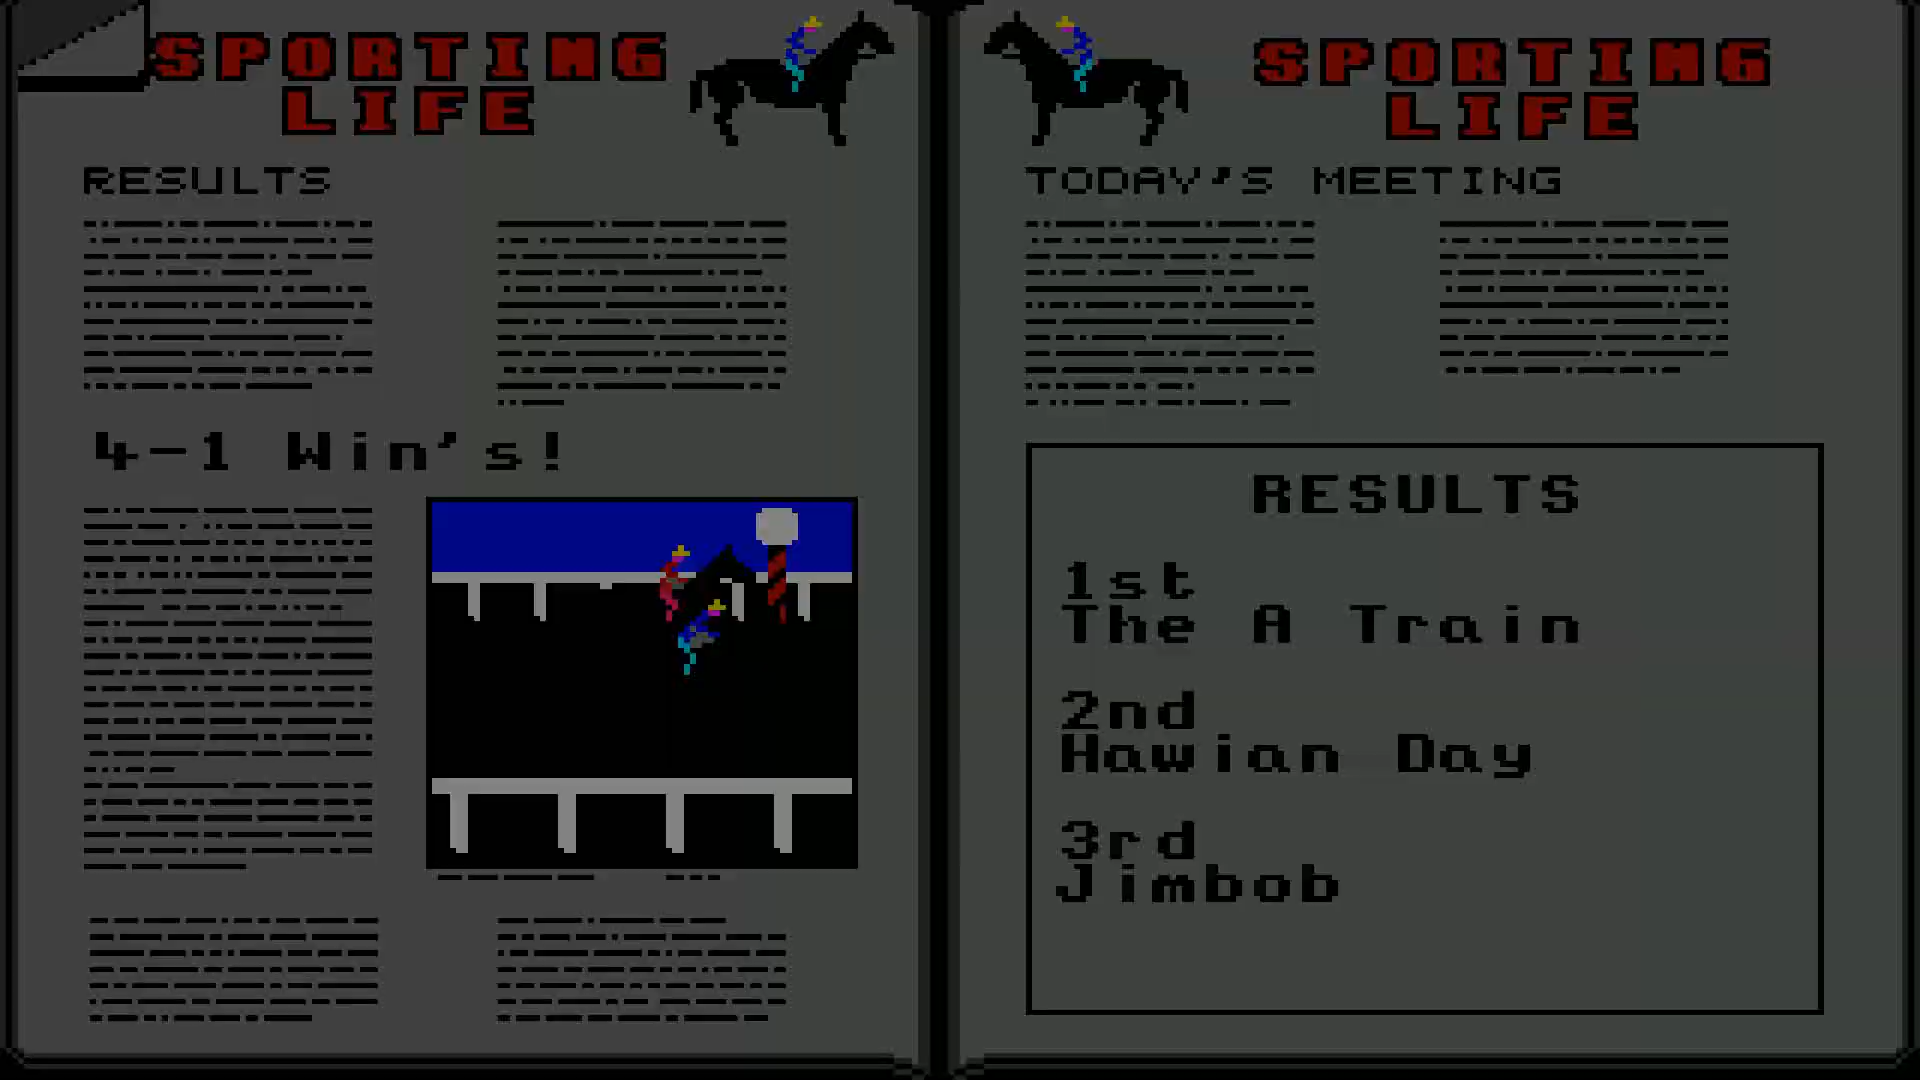 SPORTING
LIFE
RESULTS
4-1 Win's!
SPORTING
LIFE
TODAY'S MEETING
RESULTS
1st
The A Train
2nd
Hawian Day
3rd
Jimbob